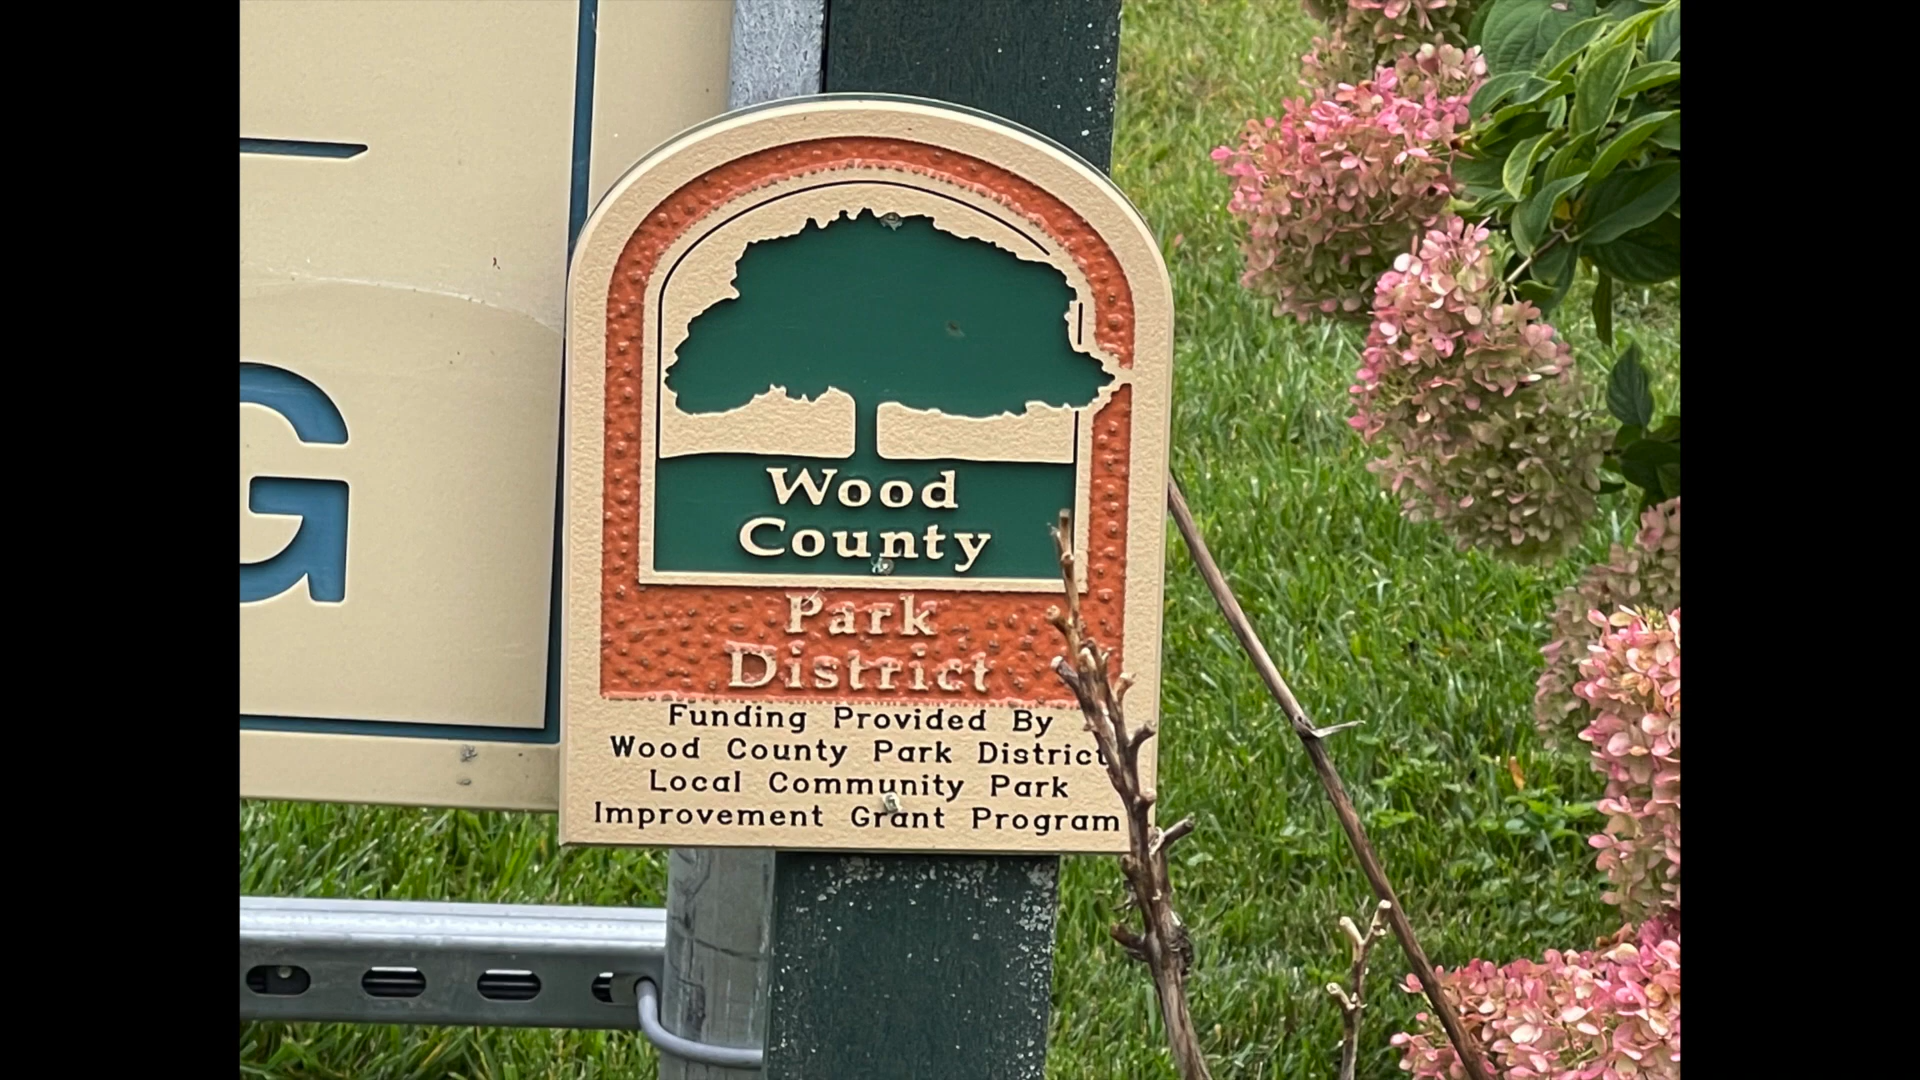 G
Wood
County
Park
District
Funding Provided By
Wood County Park District
Local Community Park
Improvement Grant Program